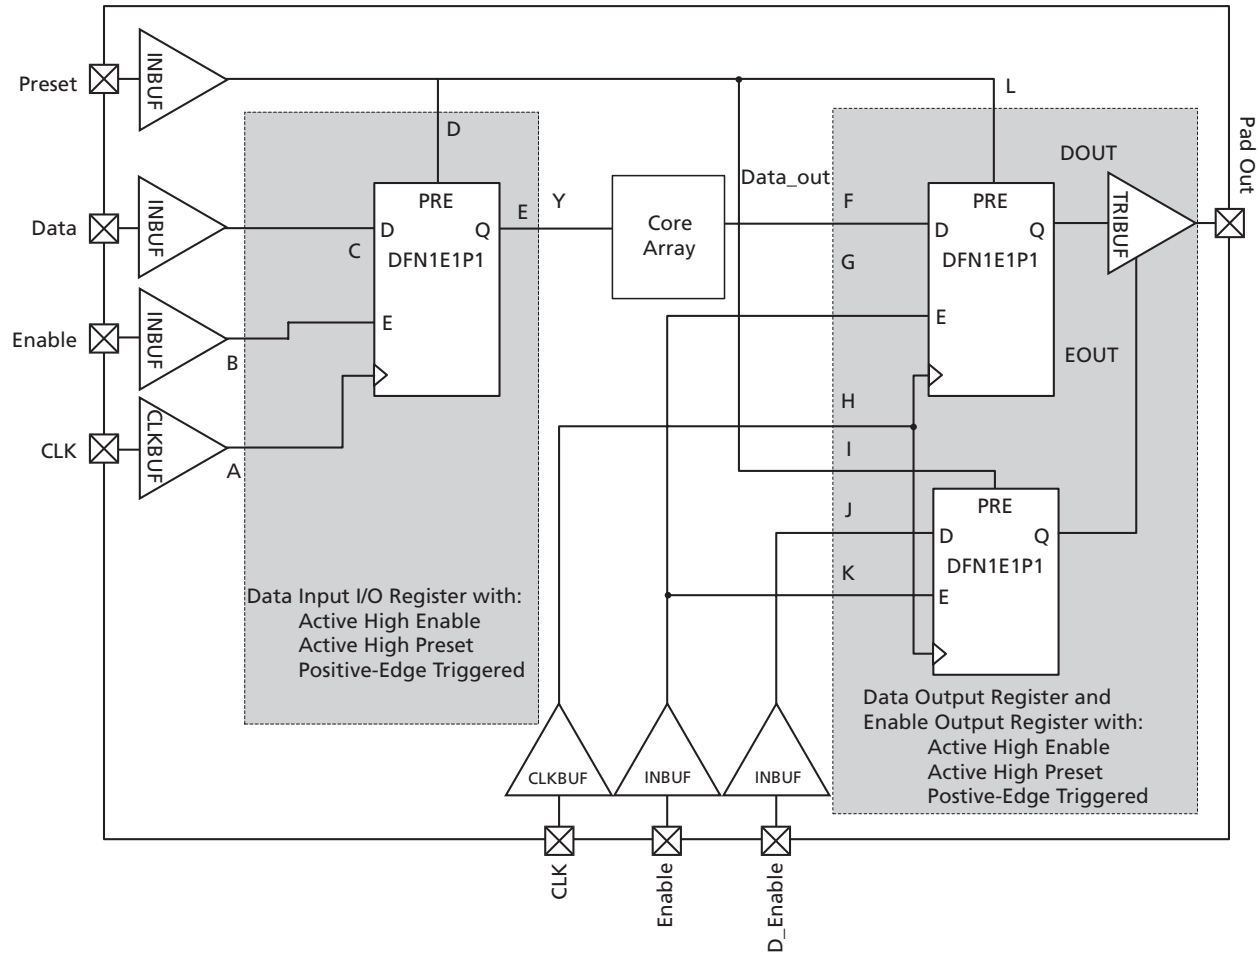 Preset
INBUF
L
D
Pad Out
Data
INBUF
PRE
D
Q
DFN1E1P1
C
E
E
Y
Core
Array
Data_out
F
G
PRE
D
Q
DFN1E1P1
E
DOUT
TRIBUF
EOUT
Enable
INBUF
B
CLK
CLKBUF
A
H
I
J
K
PRE
D
Q
DFN1E1P1
E
Data Input I/O Register with:
Active High Enable
Active High Preset
Positive-Edge Triggered
Data Output Register and
Enable Output Register with:
Active High Enable
Active High Preset
Postive-Edge Triggered
CLKBUF
INBUF
INBUF
CLK
Enable
D_Enable